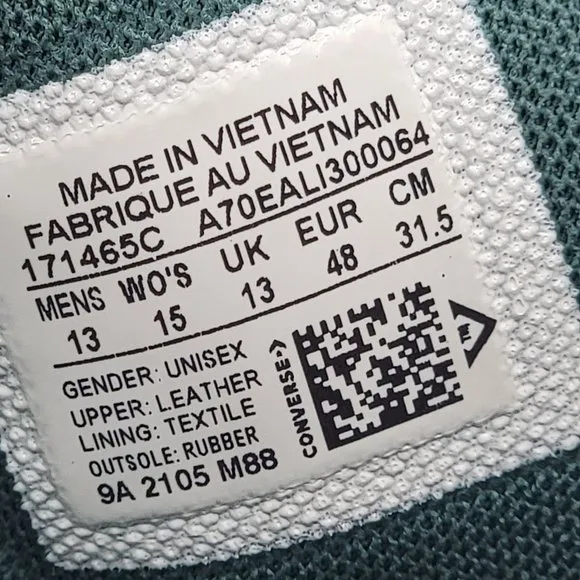 MADE IN VIETNAM
FABRIQUE AU VIETNAM
171465C A70EALI300064
MENS WO'S UK EUR CM
13 15 13 48 31.5
GENDER: UNISEX
UPPER: LEATHER
LINING: TEXTILE
OUTSOLE: RUBBER
9A 2105 M88
CONVERSE